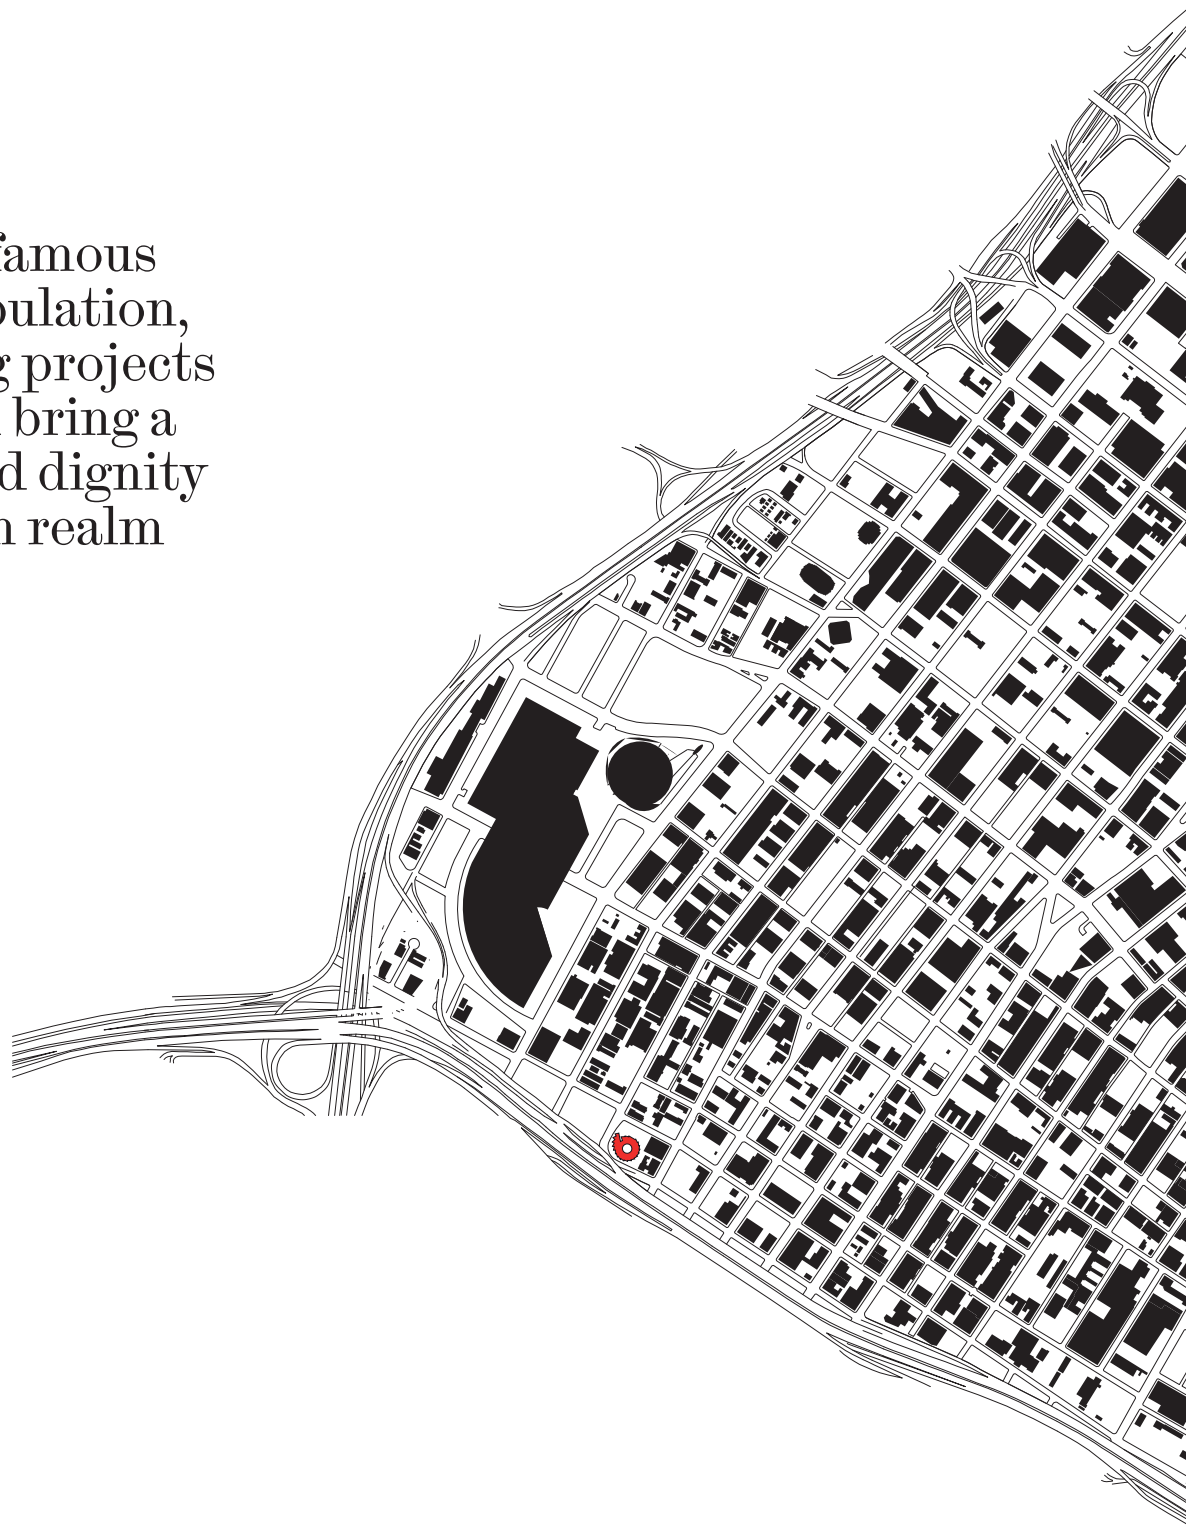 famous
pulation,
g projects
bring a
d dignity
n realm